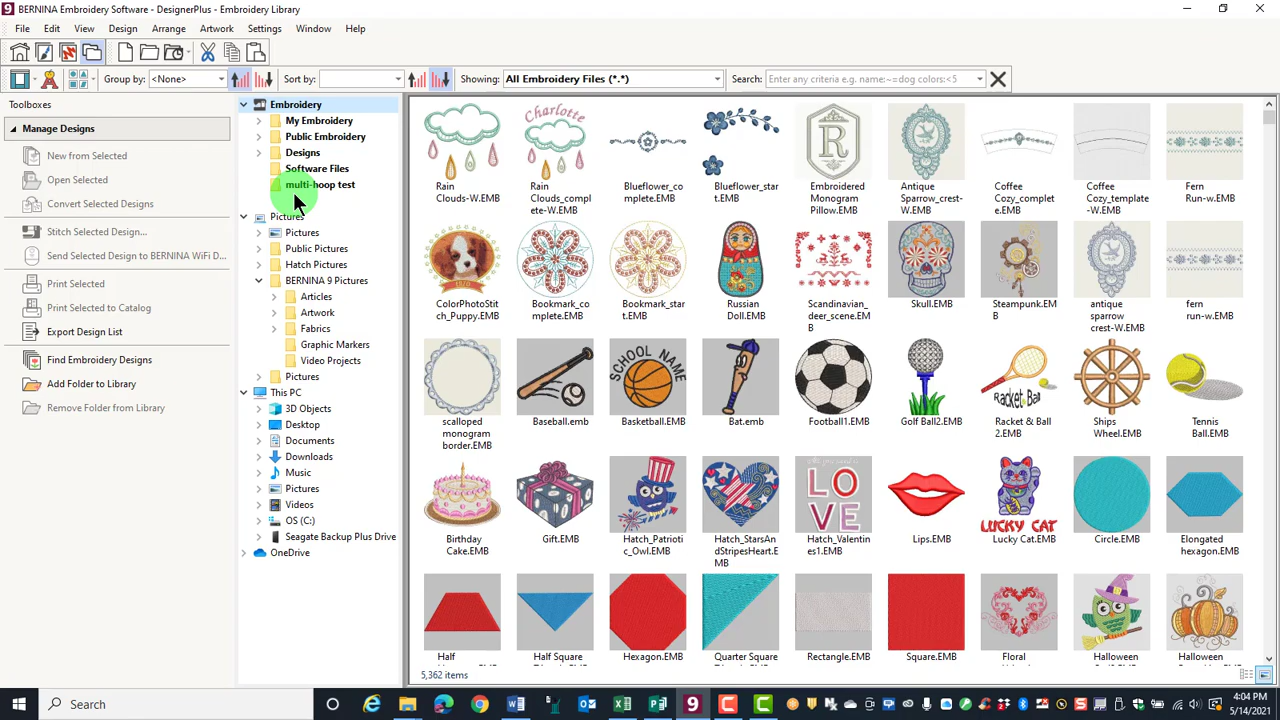 9 BERNINA Embroidery Software - DesignerPlus - Embroidery Library
File Edit View Design Arrange Artwork Settings Window Help
Group by: <None> Sort by: Showing: All Embroidery Files (*.*) Search: Enter any criteria e.g. name:~=dog colors:<5
Toolboxes
Manage Designs
New from Selected
Open Selected
Convert Selected Designs
Stitch Selected Design...
Send Selected Design to BERNINA WiFi D...
Print Selected
Print Selected to Catalog
Export Design List
Find Embroidery Designs
Add Folder to Library
Remove Folder from Library
Embroidery
My Embroidery
Public Embroidery
Designs
Software Files
multi-hoop test
Pictures
Pictures
Public Pictures
Hatch Pictures
BERNINA 9 Pictures
Articles
Artwork
Fabrics
Graphic Markers
Video Projects
Pictures
This PC
3D Objects
Desktop
Documents
Downloads
Music
Pictures
Videos
OS (C:)
Seagate Backup Plus Drive
OneDrive
Charlotte
R
Rain Clouds-W.EMB
Rain Clouds_complete-W.EMB
Blueflower_complete.EMB
Blueflower_start.EMB
Embroidered Monogram Pillow.EMB
Antique Sparrow_crest-W.EMB
Coffee Cozy_complete.EMB
Coffee Cozy_template-W.EMB
Fern Run-w.EMB
ColorPhotoStitch_Puppy.EMB
Bookmark_complete.EMB
Bookmark_start.EMB
Russian Doll.EMB
Scandinavian_deer_scene.EMB
Skull.EMB
Steampunk.EMB
antique sparrow crest-W.EMB
fern run-w.EMB
SCHOOL NAME
Racket Ball
scalloped monogram border.EMB
Baseball.emb
Basketball.EMB
Bat.emb
Football1.EMB
Golf Ball2.EMB
Racket & Ball 2.EMB
Ships Wheel.EMB
Tennis Ball.EMB
LOVE
LUCKY CAT
Birthday Cake.EMB
Gift.EMB
Hatch_Patriotic_Owl.EMB
Hatch_StarsAndStripesHeart.EMB
Hatch_Valentines1.EMB
Lips.EMB
Lucky Cat.EMB
Circle.EMB
Elongated hexagon.EMB
Half
Half Square
Hexagon.EMB
Quarter Square
Rectangle.EMB
Square.EMB
Floral
Halloween
Halloween
5,362 items
Search
4:04 PM
5/14/2021